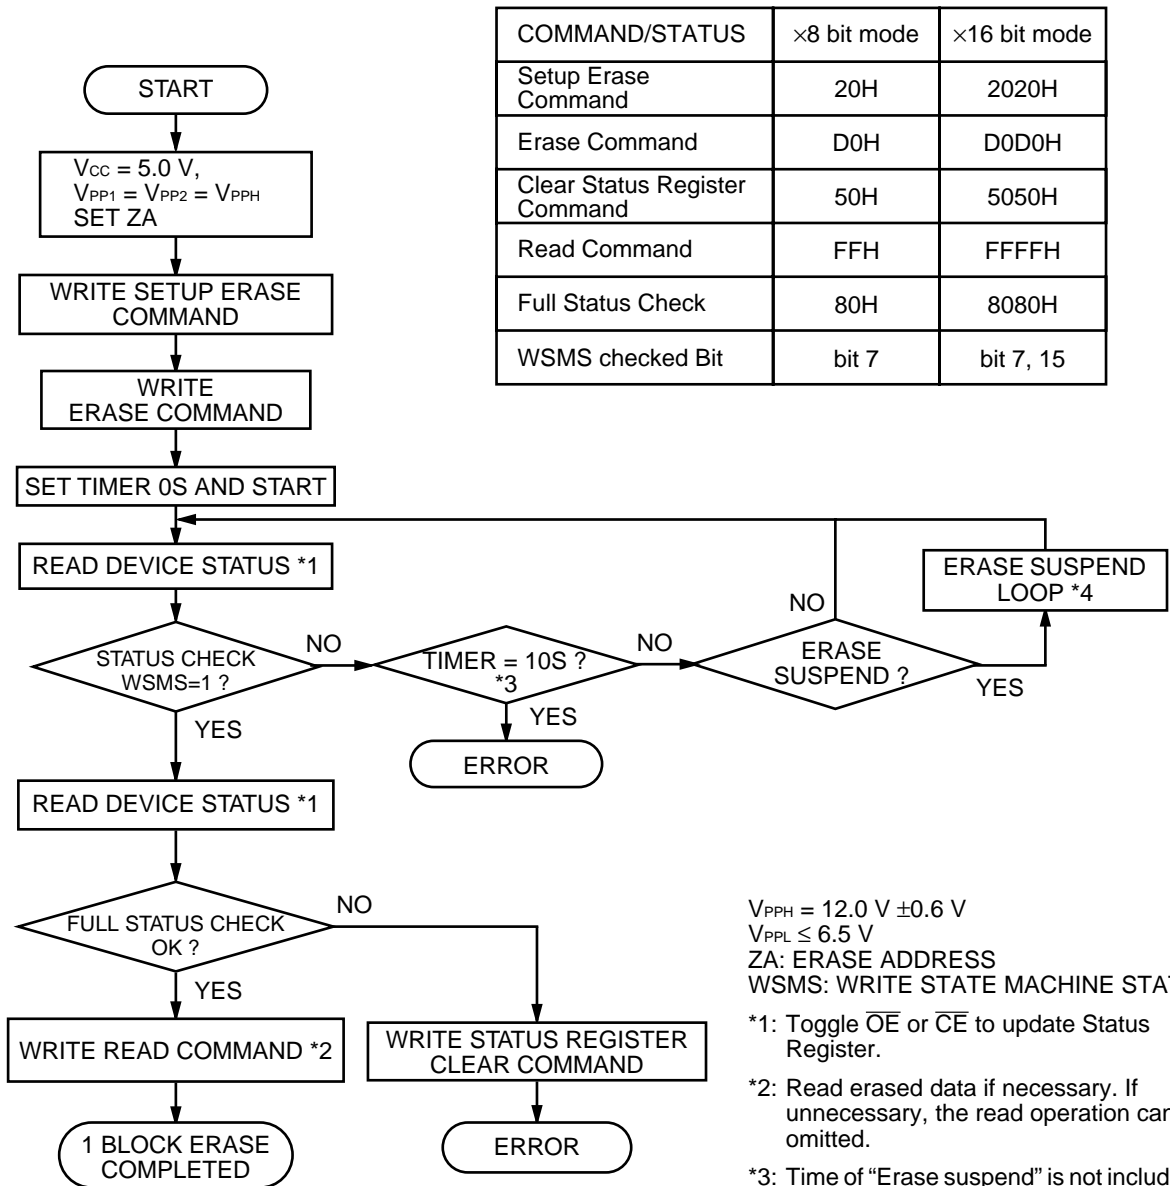 COMMAND/STATUS ×8 bit mode ×16 bit mode
Setup Erase
Command 20H 2020H
Erase Command D0H D0D0H
Clear Status Register
Command 50H 5050H
Read Command FFH FFFFH
Full Status Check 80H 8080H
WSMS checked Bit bit 7 bit 7, 15
START
VCC = 5.0 V,
VPP1 = VPP2 = VPPH
SET ZA
WRITE SETUP ERASE
COMMAND
WRITE
ERASE COMMAND
SET TIMER 0S AND START
READ DEVICE STATUS *1
STATUS CHECK
WSMS=1 ?
NO
YES
TIMER = 10S ?
*3
NO
YES
ERROR
ERASE
SUSPEND ?
NO
YES
ERASE SUSPEND
LOOP *4
READ DEVICE STATUS *1
FULL STATUS CHECK
OK ?
NO
YES
WRITE READ COMMAND *2
1 BLOCK ERASE
COMPLETED
WRITE STATUS REGISTER
CLEAR COMMAND
ERROR
VPPH = 12.0 V ±0.6 V
VPPL ≤ 6.5 V
ZA: ERASE ADDRESS
WSMS: WRITE STATE MACHINE
*1: Toggle O̅E̅ or C̅E̅ to update Status
Register.
*2: Read erased data if necessary. If
unnecessary, the read operation can
omitted.
*3: Time of “Erase suspend” is not